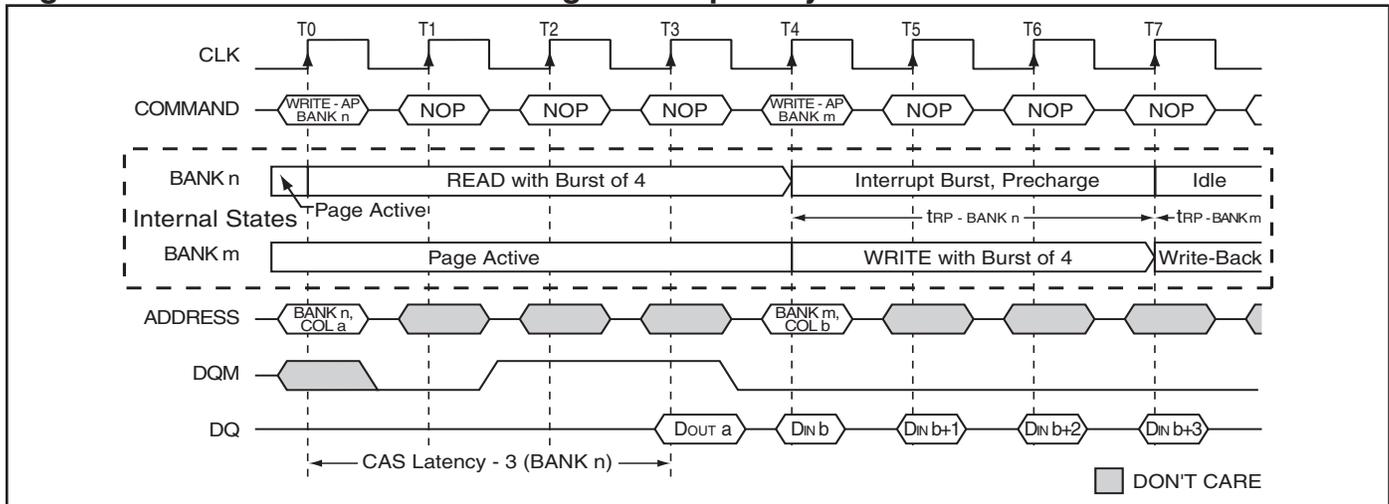 T0 T1 T2 T3 T4 T5 T6 T7
CLK
COMMAND WRITE - AP BANK n NOP NOP NOP WRITE - AP BANK m NOP NOP NOP
BANK n READ with Burst of 4 Interrupt Burst, Precharge Idle
Internal States Page Active tRP - BANK n tRP - BANK m
BANK m Page Active WRITE with Burst of 4 Write-Back
ADDRESS BANK n, COL a BANK m, COL b
DQM
DQ DOUT a DIN b DIN b+1 DIN b+2 DIN b+3
CAS Latency - 3 (BANK n)
DON'T CARE